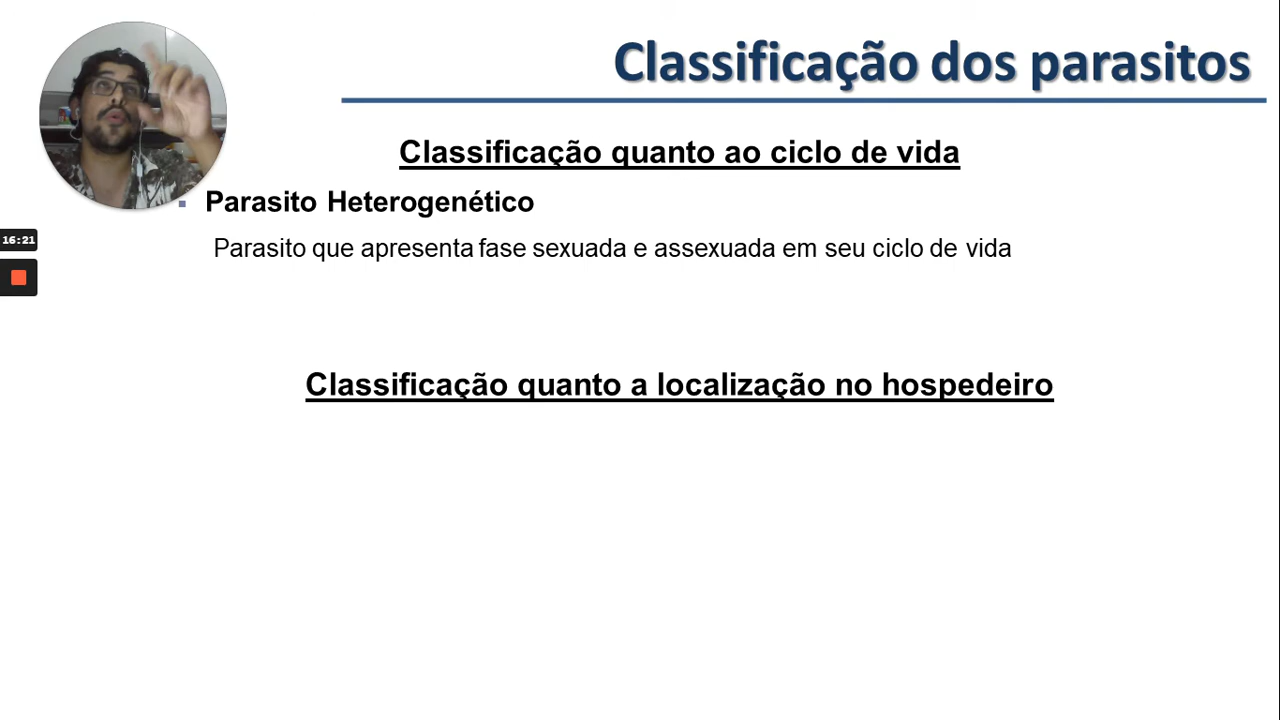 Classificação dos parasitos
Classificação quanto ao ciclo de vida
Parasito Heterogenético
16:21
Parasito que apresenta fase sexuada e assexuada em seu ciclo de vida
Classificação quanto a localização no hospedeiro